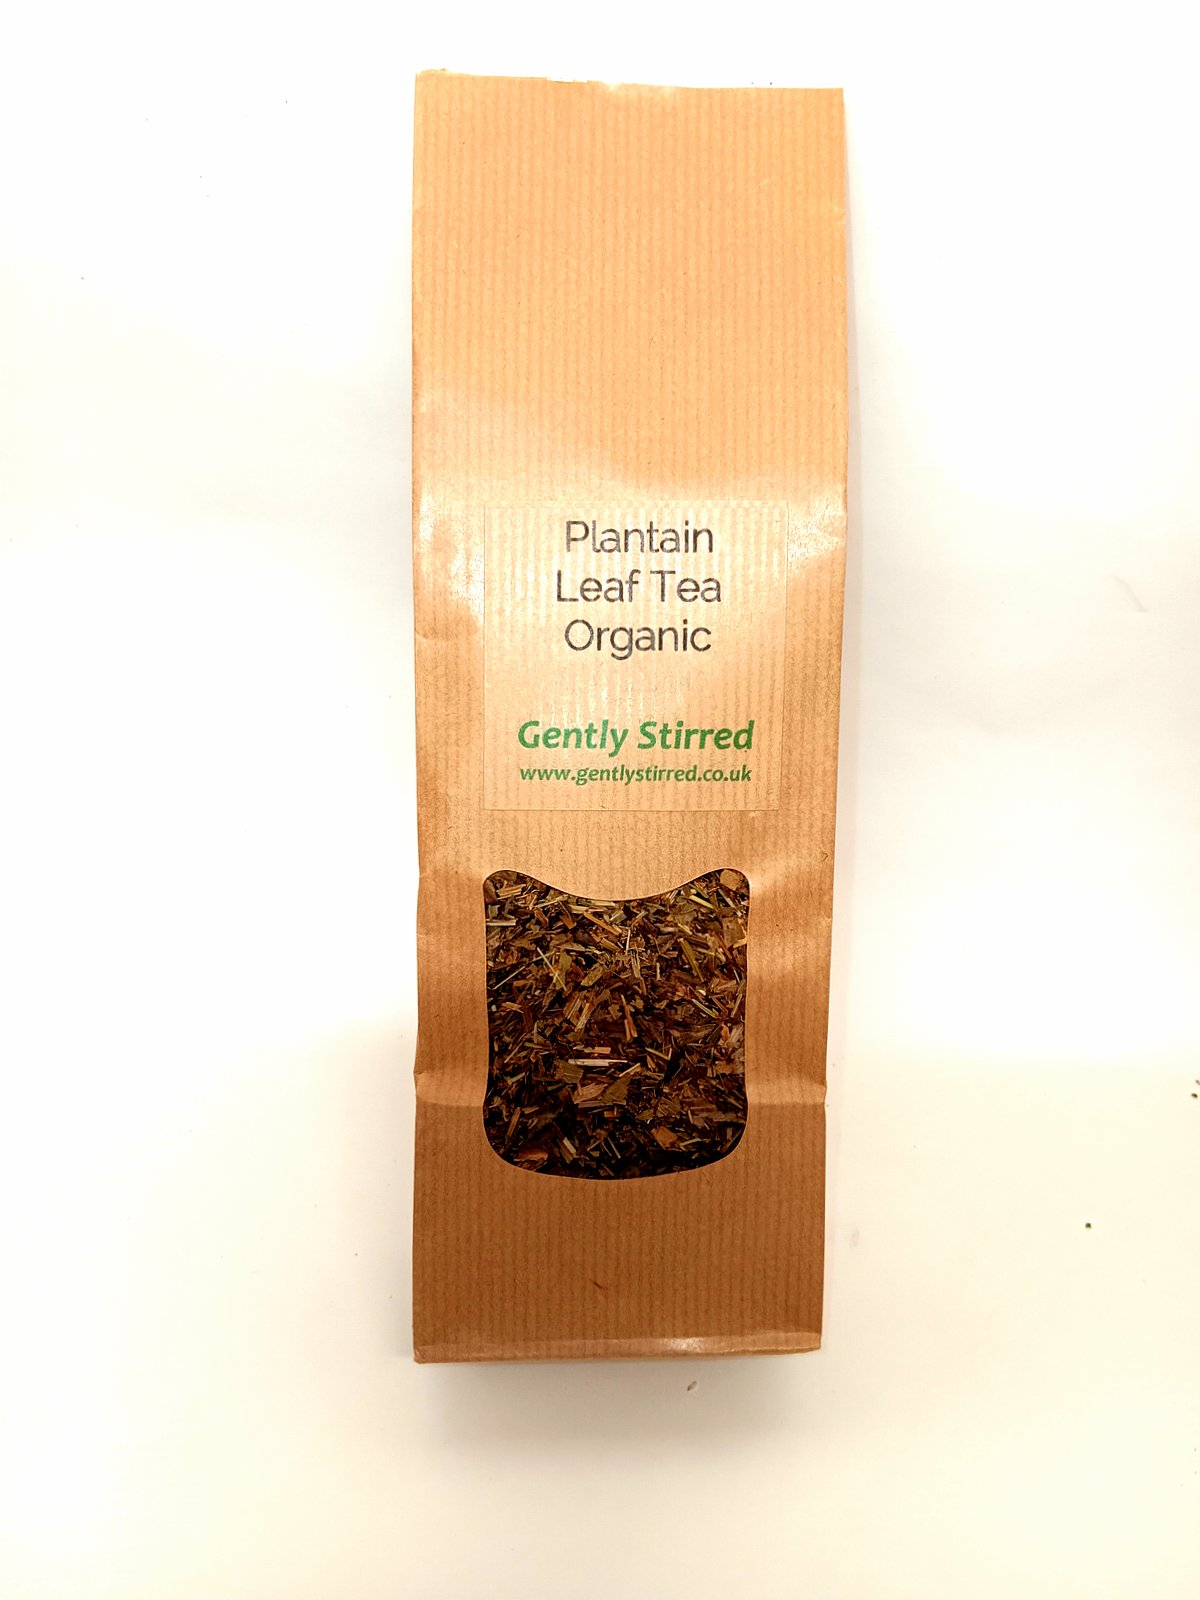 Plantain
Leaf Tea
Organic
Gently Stirred
www.gentlystirred.co.uk